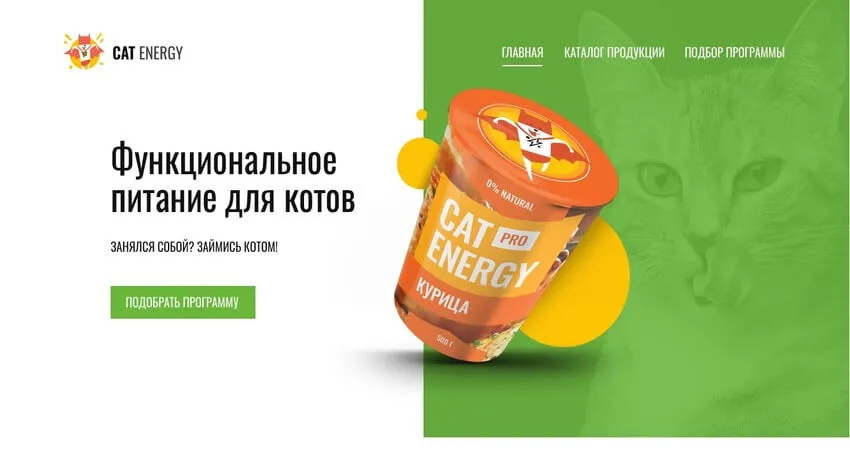 CAT ENERGY
ГЛАВНАЯ КАТАЛОГ ПРОДУКЦИИ ПОДБОР ПРОГРАММЫ
Функциональное
питание для котов
ЗАНЯЛСЯ СОБОЙ? ЗАЙМИСЬ КОТОМ!
ПОДОБРАТЬ ПРОГРАММУ
0% NATURAL
CAT PRO
ENERGY
КУРИЦА
500 г